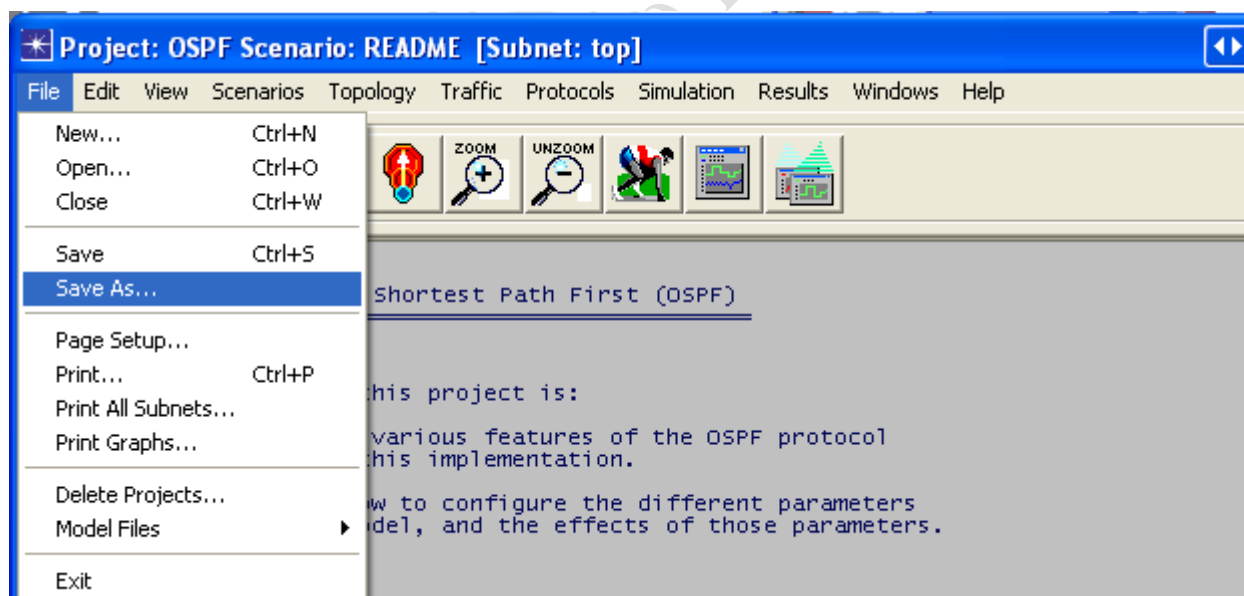 Project: OSPF Scenario: README [Subnet: top]
File Edit View Scenarios Topology Traffic Protocols Simulation Results Windows Help
New... Ctrl+N
Open... Ctrl+O
Close Ctrl+W
ZOOM UNZOOM
Save Ctrl+S
Save As...
Shortest Path First (OSPF)
Page Setup...
Print... Ctrl+P
Print All Subnets...
Print Graphs...
this project is:
various features of the OSPF protocol
this implementation.
Delete Projects...
Model Files
to configure the different parameters
and the effects of those parameters.
Exit